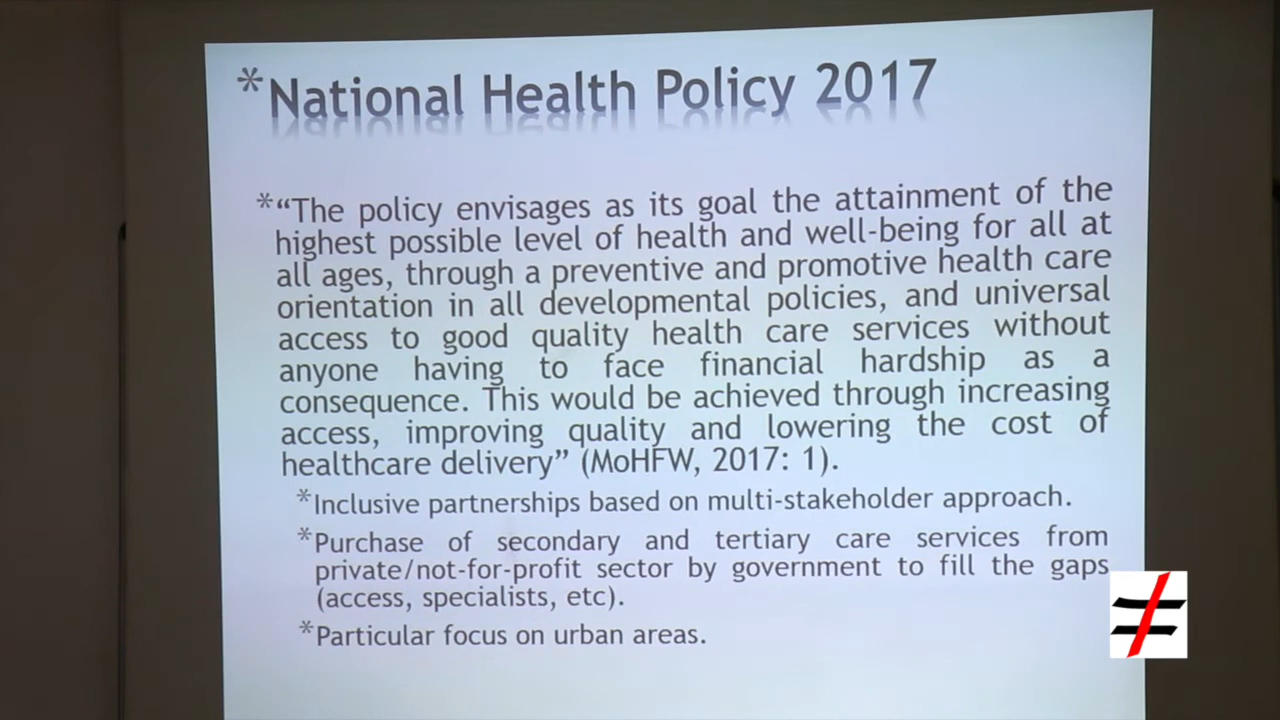 *National Health Policy 2017
*“The policy envisages as its goal the attainment of the
highest possible level of health and well-being for all at
all ages, through a preventive and promotive health care
orientation in all developmental policies, and universal
access to good quality health care services without
anyone having to face financial hardship as a
consequence. This would be achieved through increasing
access, improving quality and lowering the cost of
healthcare delivery” (MoHFW, 2017: 1).
*Inclusive partnerships based on multi-stakeholder approach.
*Purchase of secondary and tertiary care services from
private/not-for-profit sector by government to fill the gaps
(access, specialists, etc).
*Particular focus on urban areas.